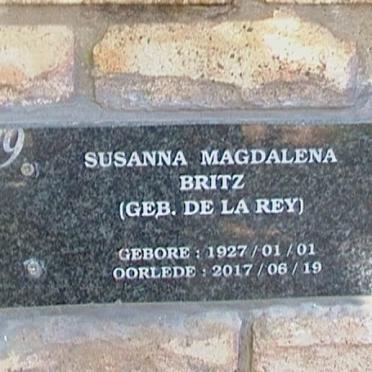 SUSANNA MAGDALENA
BRITZ
(GEB. DE LA REY)
GEBORE : 1927 / 01 / 01
OORLEDE : 2017 / 06 / 19